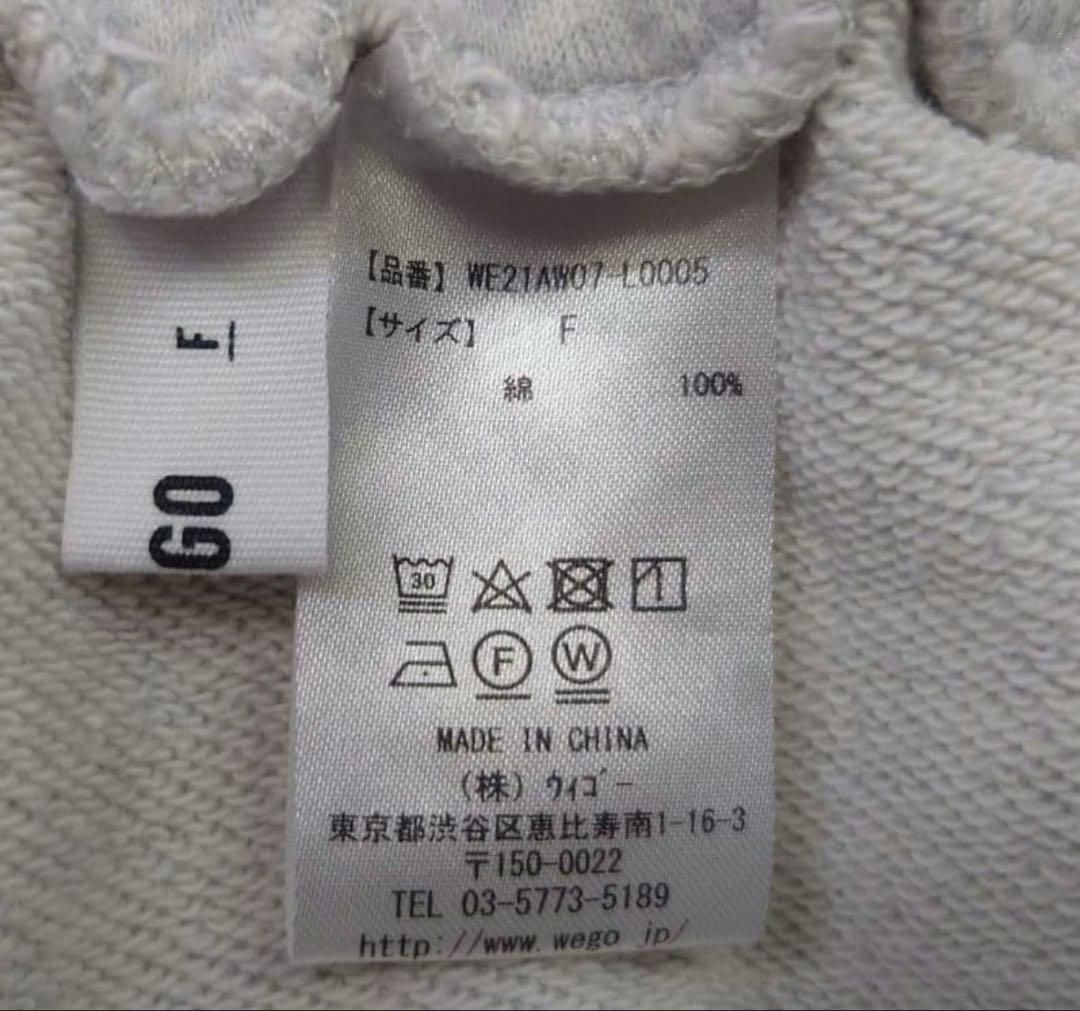 F
GO
【品番】 WE21AW07-L0005
【サイズ】 F
綿 100%
30
F W
MADE IN CHINA
(株) ウィゴー
東京都渋谷区恵比寿南1-16-3
〒150-0022
TEL 03-5773-5189
http://www.wego.jp/